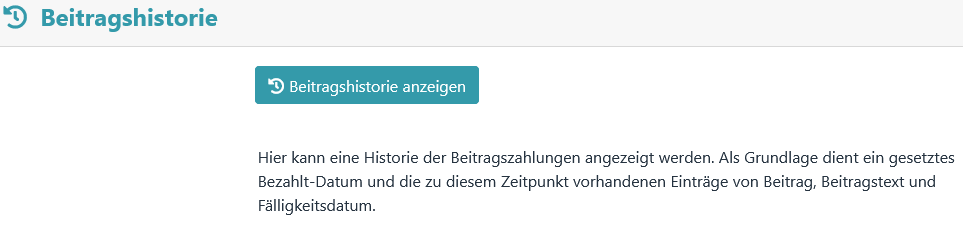 Beitragshistorie
Beitragshistorie anzeigen
Hier kann eine Historie der Beitragszahlungen angezeigt werden. Als Grundlage dient ein gesetztes
Bezahlt-Datum und die zu diesem Zeitpunkt vorhandenen Einträge von Beitrag, Beitragstext und
Fälligkeitsdatum.